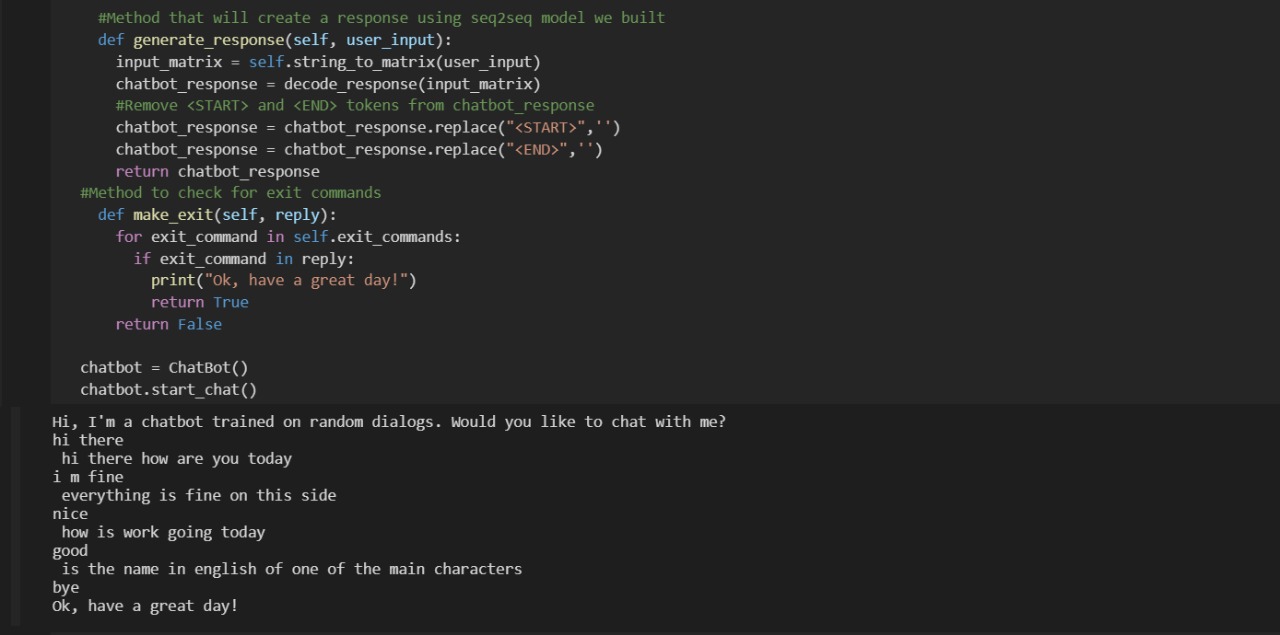 #Method that will create a response using seq2seq model we built
def generate_response(self, user_input):
input_matrix = self.string_to_matrix(user_input)
chatbot_response = decode_response(input_matrix)
#Remove <START> and <END> tokens from chatbot_response
chatbot_response = chatbot_response.replace("<START>",'')
chatbot_response = chatbot_response.replace("<END>",'')
return chatbot_response
#Method to check for exit commands
def make_exit(self, reply):
for exit_command in self.exit_commands:
if exit_command in reply:
print("Ok, have a great day!")
return True
return False
chatbot = ChatBot()
chatbot.start_chat()
Hi, I'm a chatbot trained on random dialogs. Would you like to chat with me?
hi there
hi there how are you today
i m fine
everything is fine on this side
nice
how is work going today
good
is the name in english of one of the main characters
bye
Ok, have a great day!